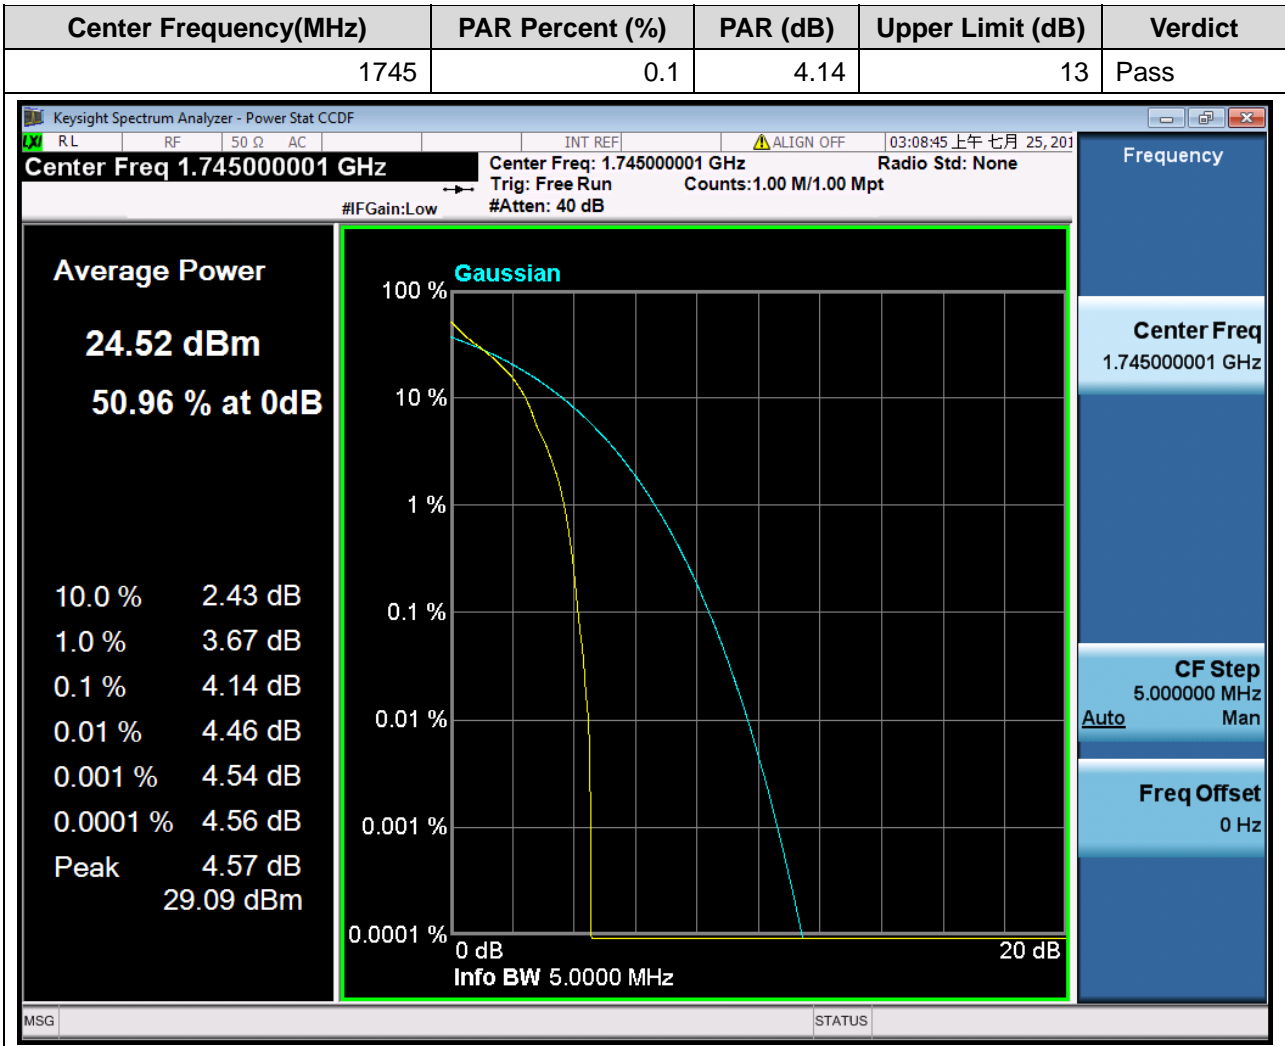 Center Frequency(MHz) PAR Percent (%) PAR (dB) Upper Limit (dB) Verdict
1745 0.1 4.14 13 Pass
Keysight Spectrum Analyzer - Power Stat CCDF
LXI RL RF 50 Ω AC INT REF ALIGN OFF 03:08:45 上午 七月 25, 201
Center Freq 1.745000001 GHz
Center Freq: 1.745000001 GHz Radio Std: None
Trig: Free Run Counts:1.00 M/1.00 Mpt
#IFGain:Low #Atten: 40 dB
Average Power
24.52 dBm
50.96 % at 0dB
10.0 % 2.43 dB
1.0 % 3.67 dB
0.1 % 4.14 dB
0.01 % 4.46 dB
0.001 % 4.54 dB
0.0001 % 4.56 dB
Peak 4.57 dB
29.09 dBm
Gaussian
100 %
10 %
1 %
0.1 %
0.01 %
0.001 %
0.0001 %
0 dB 20 dB
Info BW 5.0000 MHz
Frequency
Center Freq
1.745000001 GHz
CF Step
5.000000 MHz
Auto Man
Freq Offset
0 Hz
MSG STATUS